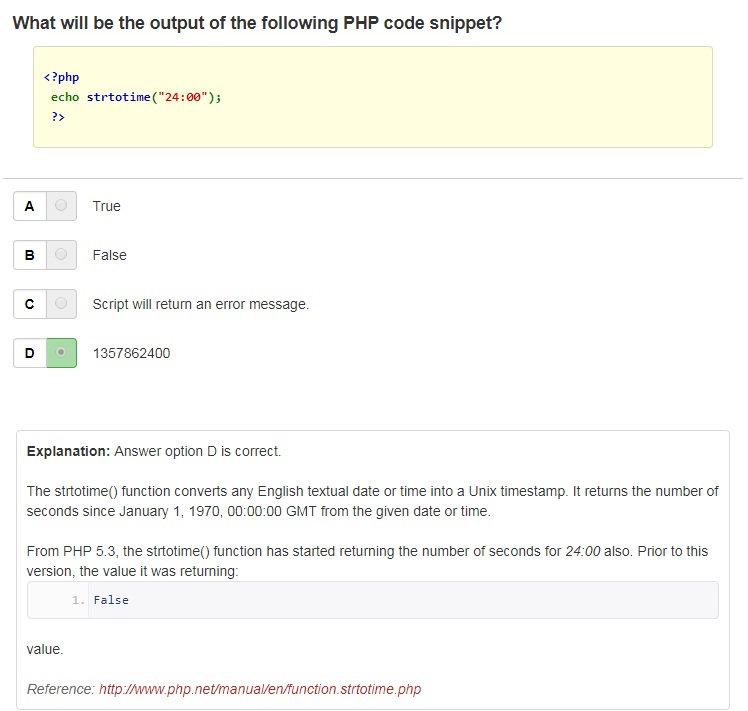 What will be the output of the following PHP code snippet?
<?php
echo strtotime("24:00");
?>
A True
B False
C Script will return an error message.
D 1357862400
Explanation: Answer option D is correct.
The strtotime() function converts any English textual date or time into a Unix timestamp. It returns the number of
seconds since January 1, 1970, 00:00:00 GMT from the given date or time.
From PHP 5.3, the strtotime() function has started returning the number of seconds for 24:00 also. Prior to this
version, the value it was returning:
1. False
value.
Reference: http://www.php.net/manual/en/function.strtotime.php